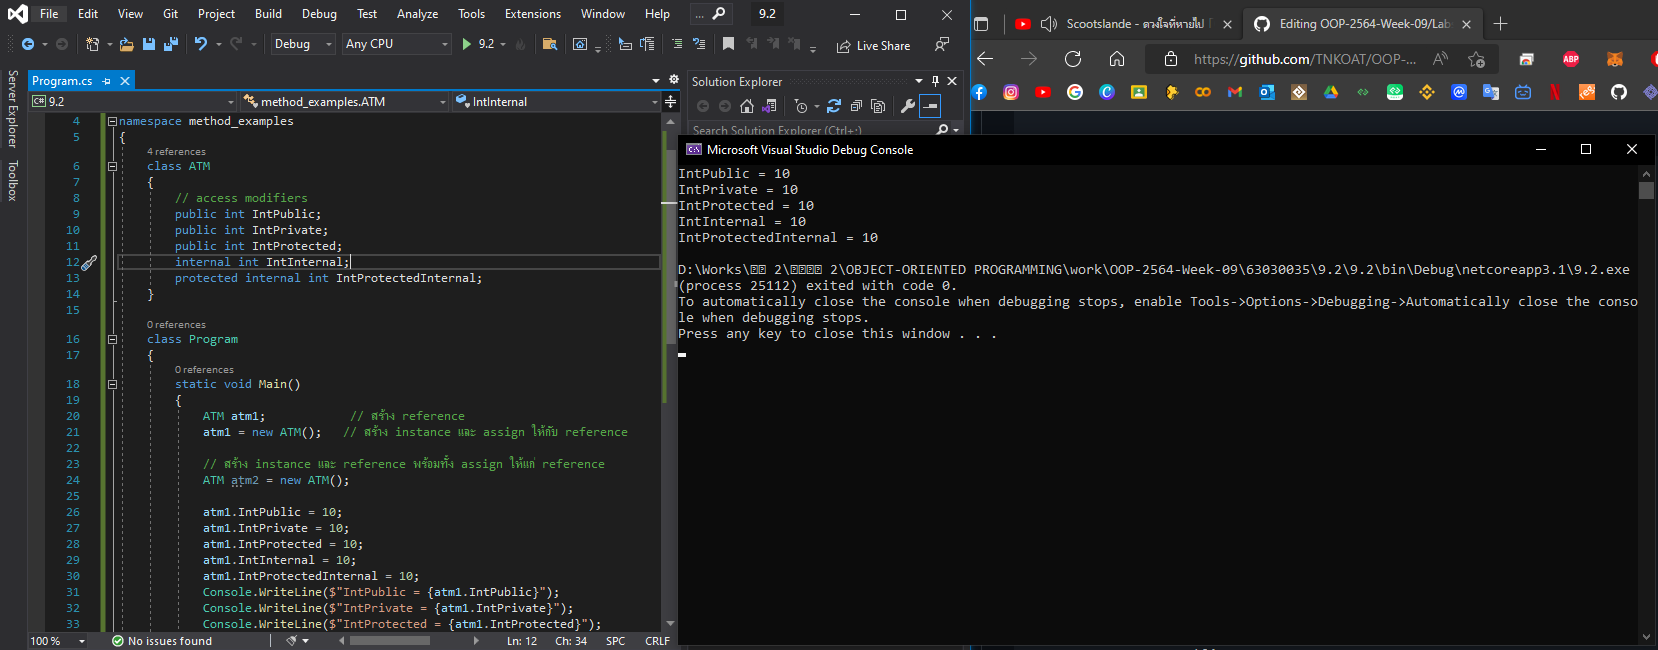 File Edit View Git Project Build Debug Test Analyze Tools Extensions Window Help ... 9.2
Debug Any CPU 9.2 Live Share
Server Explorer
Toolbox
Program.cs
C# 9.2 method_examples.ATM IntInternal
4 namespace method_examples
5 {
4 references
6 class ATM
7 {
8 // access modifiers
9 public int IntPublic;
10 public int IntPrivate;
11 public int IntProtected;
12 internal int IntInternal;
13 protected internal int IntProtectedInternal;
14 }
15
0 references
16 class Program
17 {
0 references
18 static void Main()
19 {
20 ATM atm1; // สร้าง reference
21 atm1 = new ATM(); // สร้าง instance และ assign ให้กับ reference
22
23 // สร้าง instance และ reference พร้อมทั้ง assign ให้แก่ reference
24 ATM atm2 = new ATM();
25
26 atm1.IntPublic = 10;
27 atm1.IntPrivate = 10;
28 atm1.IntProtected = 10;
29 atm1.IntInternal = 10;
30 atm1.IntProtectedInternal = 10;
31 Console.WriteLine($"IntPublic = {atm1.IntPublic}");
32 Console.WriteLine($"IntPrivate = {atm1.IntPrivate}");
33 Console.WriteLine($"IntProtected = {atm1.IntProtected}");
100 % No issues found Ln: 12 Ch: 34 SPC CRLF
Solution Explorer
Search Solution Explorer (Ctrl+;)
Scootslande - ดวงใจที่หายไป
Editing OOP-2564-Week-09/Lab
https://github.com/TNKOAT/OOP-...
ABP
Microsoft Visual Studio Debug Console
IntPublic = 10
IntPrivate = 10
IntProtected = 10
IntInternal = 10
IntProtectedInternal = 10
D:\Works\ 2\ 2\OBJECT-ORIENTED PROGRAMMING\work\OOP-2564-Week-09\63030035\9.2\9.2\bin\Debug\netcoreapp3.1\9.2.exe
(process 25112) exited with code 0.
To automatically close the console when debugging stops, enable Tools->Options->Debugging->Automatically close the conso
le when debugging stops.
Press any key to close this window . . .